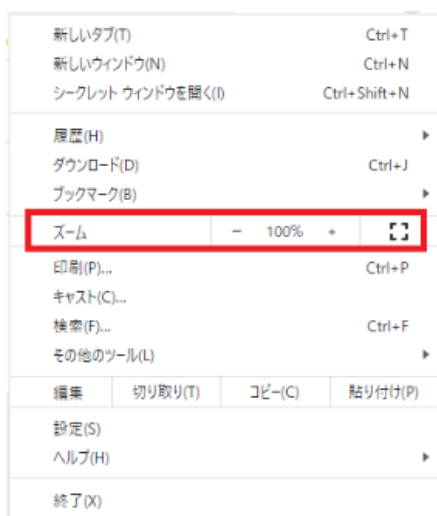 新しいタブ(T) Ctrl+T
新しいウィンドウ(N) Ctrl+N
シークレット ウィンドウを開く(I) Ctrl+Shift+N
履歴(H)
ダウンロード(D) Ctrl+J
ブックマーク(B)
ズーム − 100% +
印刷(P)... Ctrl+P
キャスト(C)...
検索(F)... Ctrl+F
その他のツール(L)
編集 切り取り(T) コピー(C) 貼り付け(P)
設定(S)
ヘルプ(H)
終了(X)